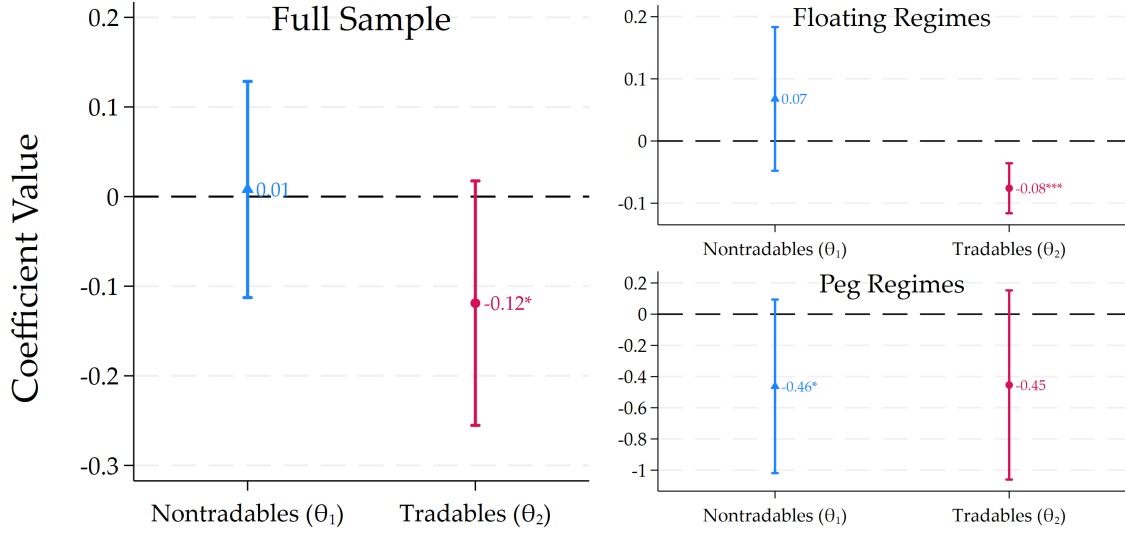 Full Sample
Coefficient Value
0.2
0.1
0
-0.1
-0.2
-0.3
0.01
-0.12*
Nontradables (θ₁)
Tradables (θ₂)
Floating Regimes
0.2
0.1
0
-0.1
0.07
-0.08***
Nontradables (θ₁)
Tradables (θ₂)
Peg Regimes
0.2
0
-0.2
-0.4
-0.6
-0.8
-1
-0.46*
-0.45
Nontradables (θ₁)
Tradables (θ₂)